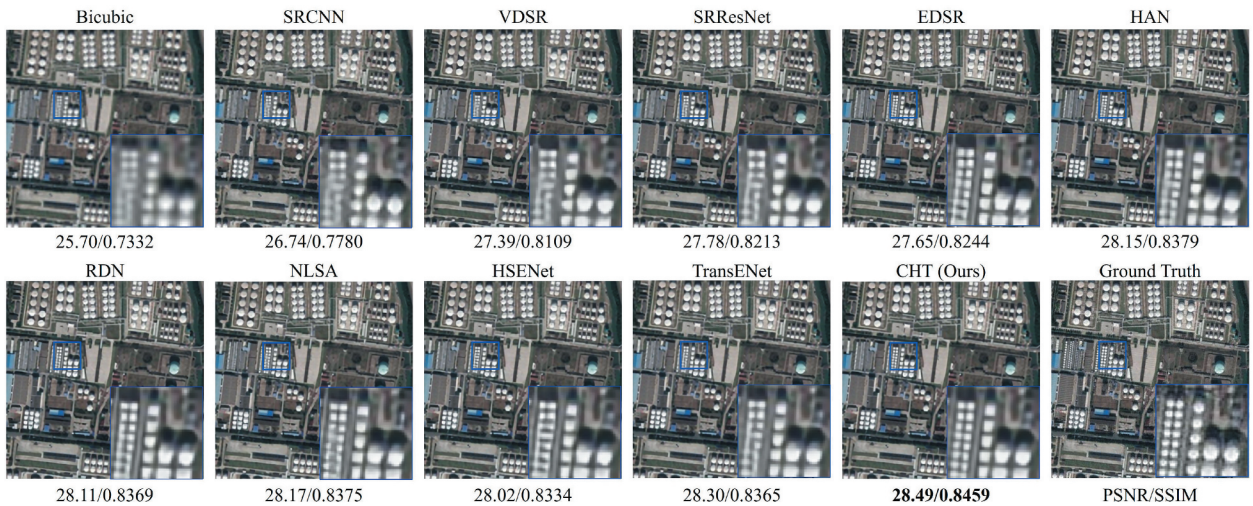 Bicubic SRCNN VDSR SRResNet EDSR HAN
25.70/0.7332 26.74/0.7780 27.39/0.8109 27.78/0.8213 27.65/0.8244 28.15/0.8379
RDN NLSA HSENet TransENet CHT (Ours) Ground Truth
28.11/0.8369 28.17/0.8375 28.02/0.8334 28.30/0.8365 28.49/0.8459 PSNR/SSIM